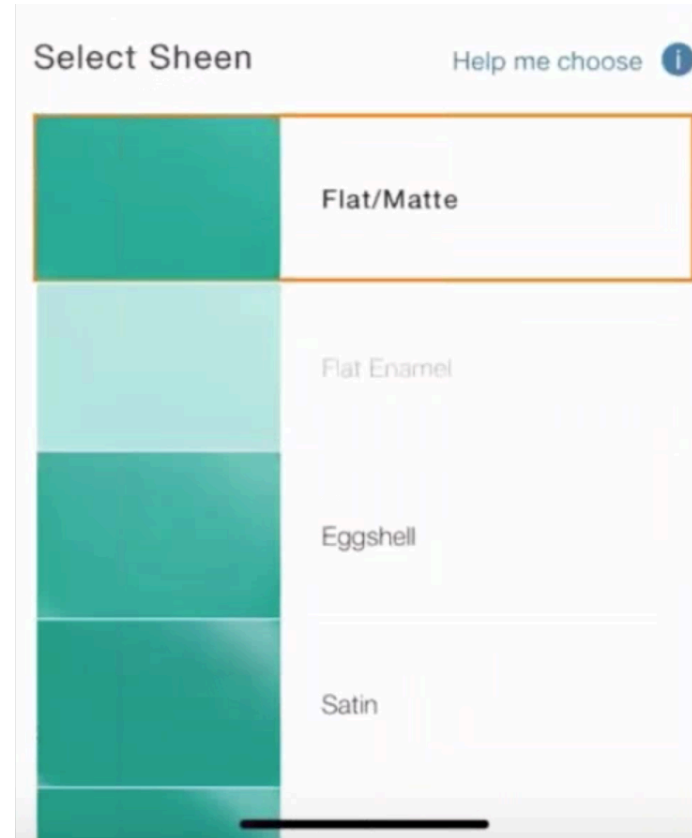 Select Sheen
Help me choose i
Flat/Matte
Flat Enamel
Eggshell
Satin